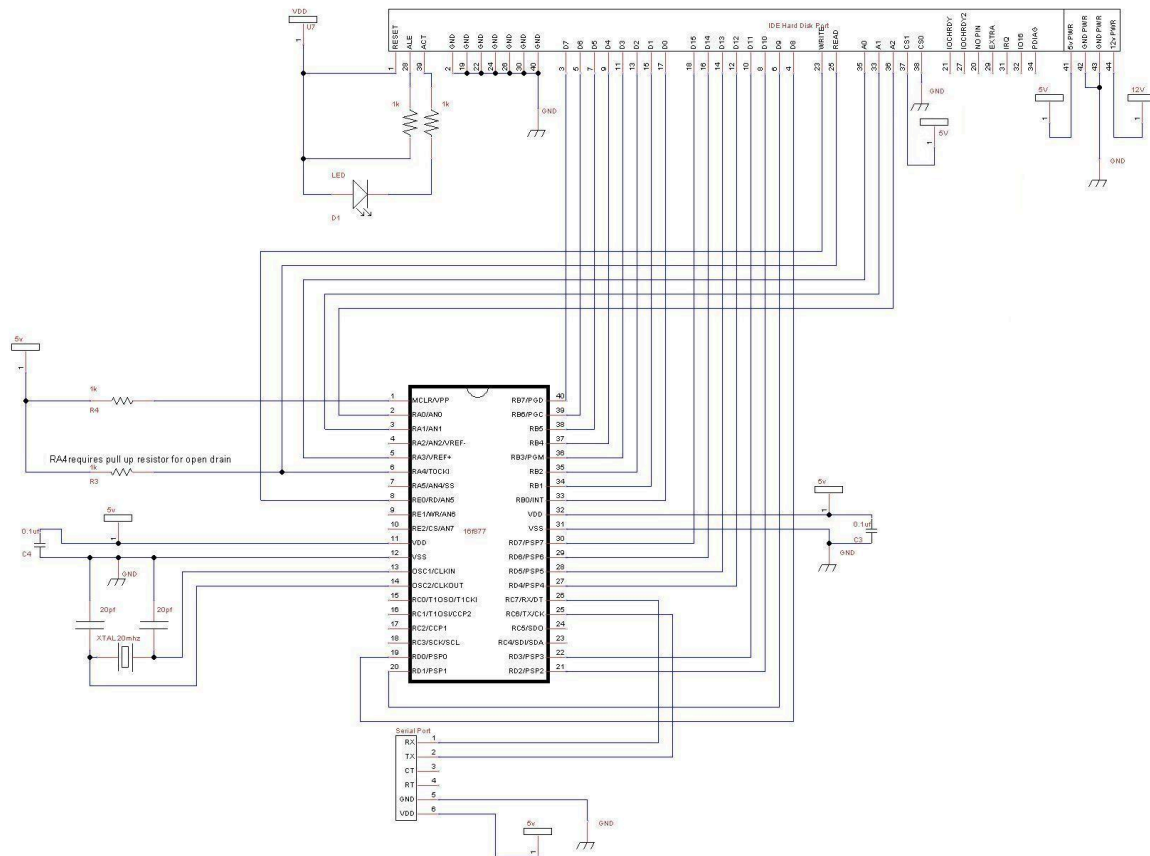 VDD
U7
IDE Hard Disk Port
RESET
ALE
ACT
GND
GND
GND
GND
GND
GND
GND
D7
D6
D5
D4
D3
D2
D1
D0
D15
D14
D13
D12
D11
D10
D9
D8
WRITE
READ
A0
A1
A2
CS1
CS0
IOCHRDY
IOCHRDY2
NO PIN
EXTRA
IRQ
IO16
PDIAG
5v PWR
GND PWR
GND PWR
12v PWR
1
1
28
39
2
19
22
24
26
30
40
3
5
7
9
11
13
15
17
18
16
14
12
10
8
6
4
23
25
35
33
36
37
38
21
27
20
29
31
32
34
41
42
43
44
1k
1k
GND
GND
5V
1
5V
1
12V
1
GND
LED
D1
5v
1
1k
R4
RA4 requires pull up resistor for open drain
1k
R3
1 MCLR/VPP RB7/PGD 40
2 RA0/AN0 RB6/PGC 39
3 RA1/AN1 RB5 38
4 RA2/AN2/VREF- RB4 37
5 RA3/VREF+ RB3/PGM 36
6 RA4/TOCKI RB2 35
7 RA5/AN4/SS RB1 34
8 RE0/RD/AN5 RB0/INT 33
9 RE1/WR/AN6 VDD 32
10 RE2/CS/AN7 16f877 VSS 31
11 VDD RD7/PSP7 30
12 VSS RD6/PSP6 29
13 OSC1/CLKIN RD5/PSP5 28
14 OSC2/CLKOUT RD4/PSP4 27
15 RC0/T1OSO/T1CKI RC7/RX/DT 26
16 RC1/T1OSI/CCP2 RC6/TX/CK 25
17 RC2/CCP1 RC5/SDO 24
18 RC3/SCK/SCL RC4/SDI/SDA 23
19 RD0/PSP0 RD3/PSP3 22
20 RD1/PSP1 RD2/PSP2 21
5v
1
0.1uf
C4
GND
20pf
20pf
XTAL20mhz
5v
1
0.1uf
C3
GND
Serial Port
RX 1
TX 2
CT 3
RT 4
GND 5
VDD 6
GND
5v
1